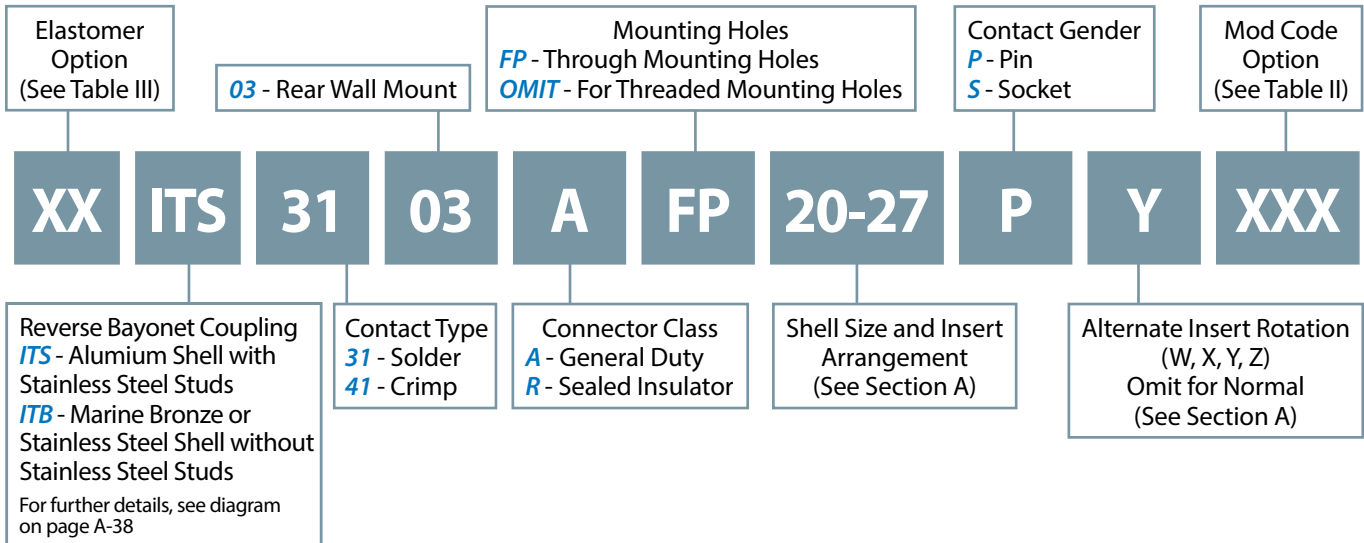 Elastomer
Option
(See Table III)
03 - Rear Wall Mount
Mounting Holes
FP - Through Mounting Holes
OMIT - For Threaded Mounting Holes
Contact Gender
P - Pin
S - Socket
Mod Code
Option
(See Table II)
XX ITS 31 03 A FP 20-27 P Y XXX
Reverse Bayonet Coupling
ITS - Alumium Shell with
Stainless Steel Studs
ITB - Marine Bronze or
Stainless Steel Shell without
Stainless Steel Studs
For further details, see diagram
on page A-38
Contact Type
31 - Solder
41 - Crimp
Connector Class
A - General Duty
R - Sealed Insulator
Shell Size and Insert
Arrangement
(See Section A)
Alternate Insert Rotation
(W, X, Y, Z)
Omit for Normal
(See Section A)